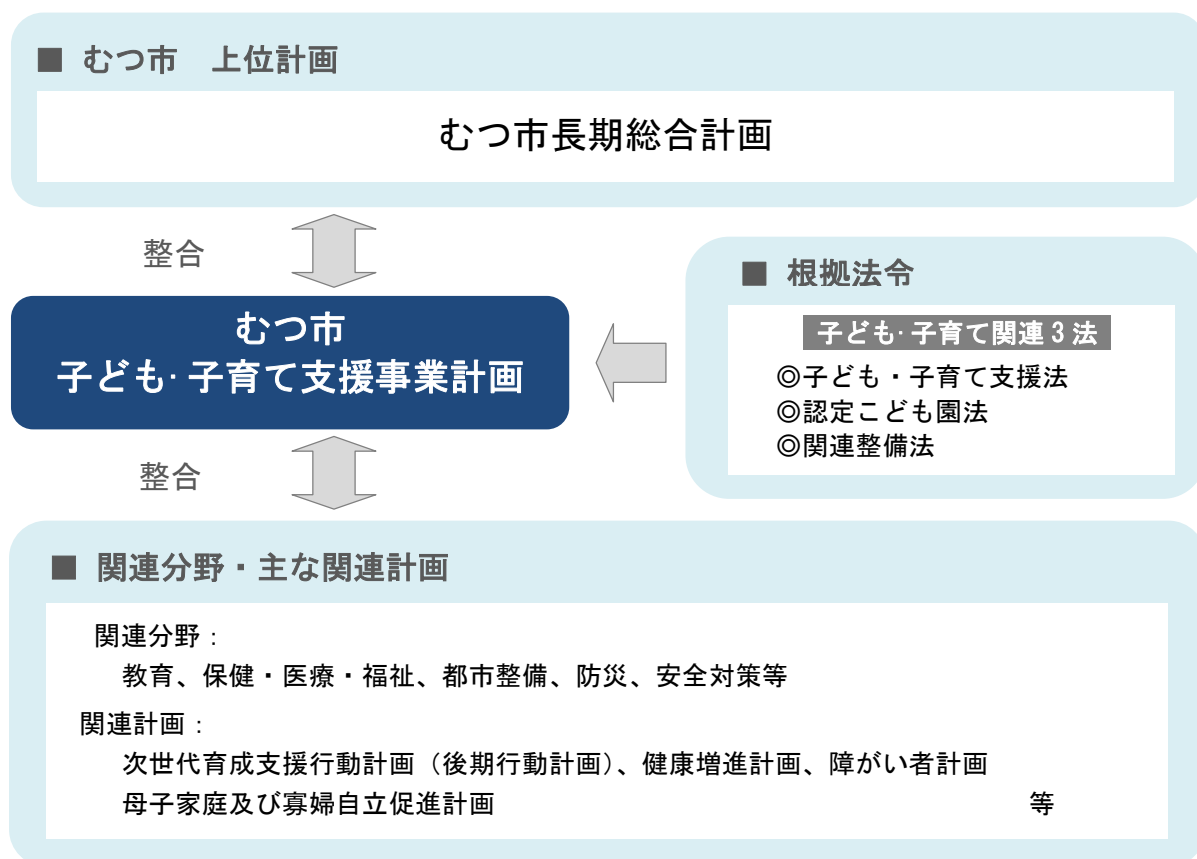 ■ むつ市　上位計画
むつ市長期総合計画
整合
むつ市
子ども・子育て支援事業計画
■ 根拠法令
子ども・子育て関連3法
◎子ども・子育て支援法
◎認定こども園法
◎関連整備法
整合
■ 関連分野・主な関連計画
関連分野：
教育、保健・医療・福祉、都市整備、防災、安全対策等
関連計画：
次世代育成支援行動計画（後期行動計画）、健康増進計画、障がい者計画
母子家庭及び寡婦自立促進計画　等